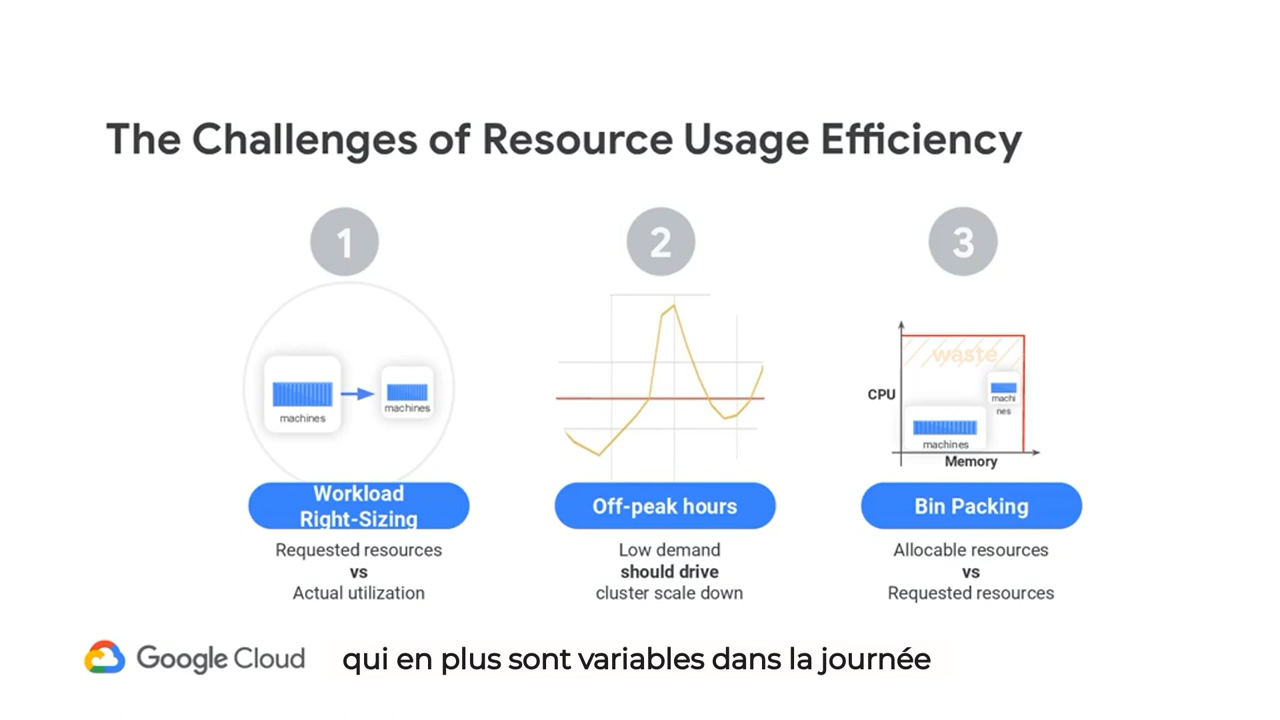 The Challenges of Resource Usage Efficiency
1
2
3
machines
machines
waste
CPU
machi
nes
machines
Memory
Workload
Right-Sizing
Off-peak hours
Bin Packing
Requested resources
vs
Actual utilization
Low demand
should drive
cluster scale down
Allocable resources
vs
Requested resources
Google Cloud
qui en plus sont variables dans la journée